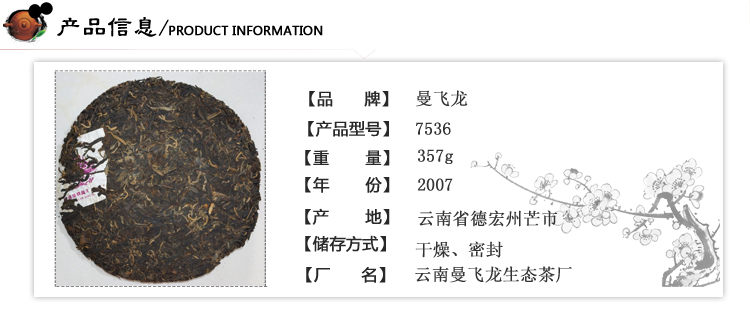 产品信息/PRODUCT INFORMATION
【品 牌】 曼飞龙
【产品型号】 7536
【重 量】 357g
【年 份】 2007
【产 地】 云南省德宏州芒市
【储存方式】 干燥、密封
【厂 名】 云南曼飞龙生态茶厂